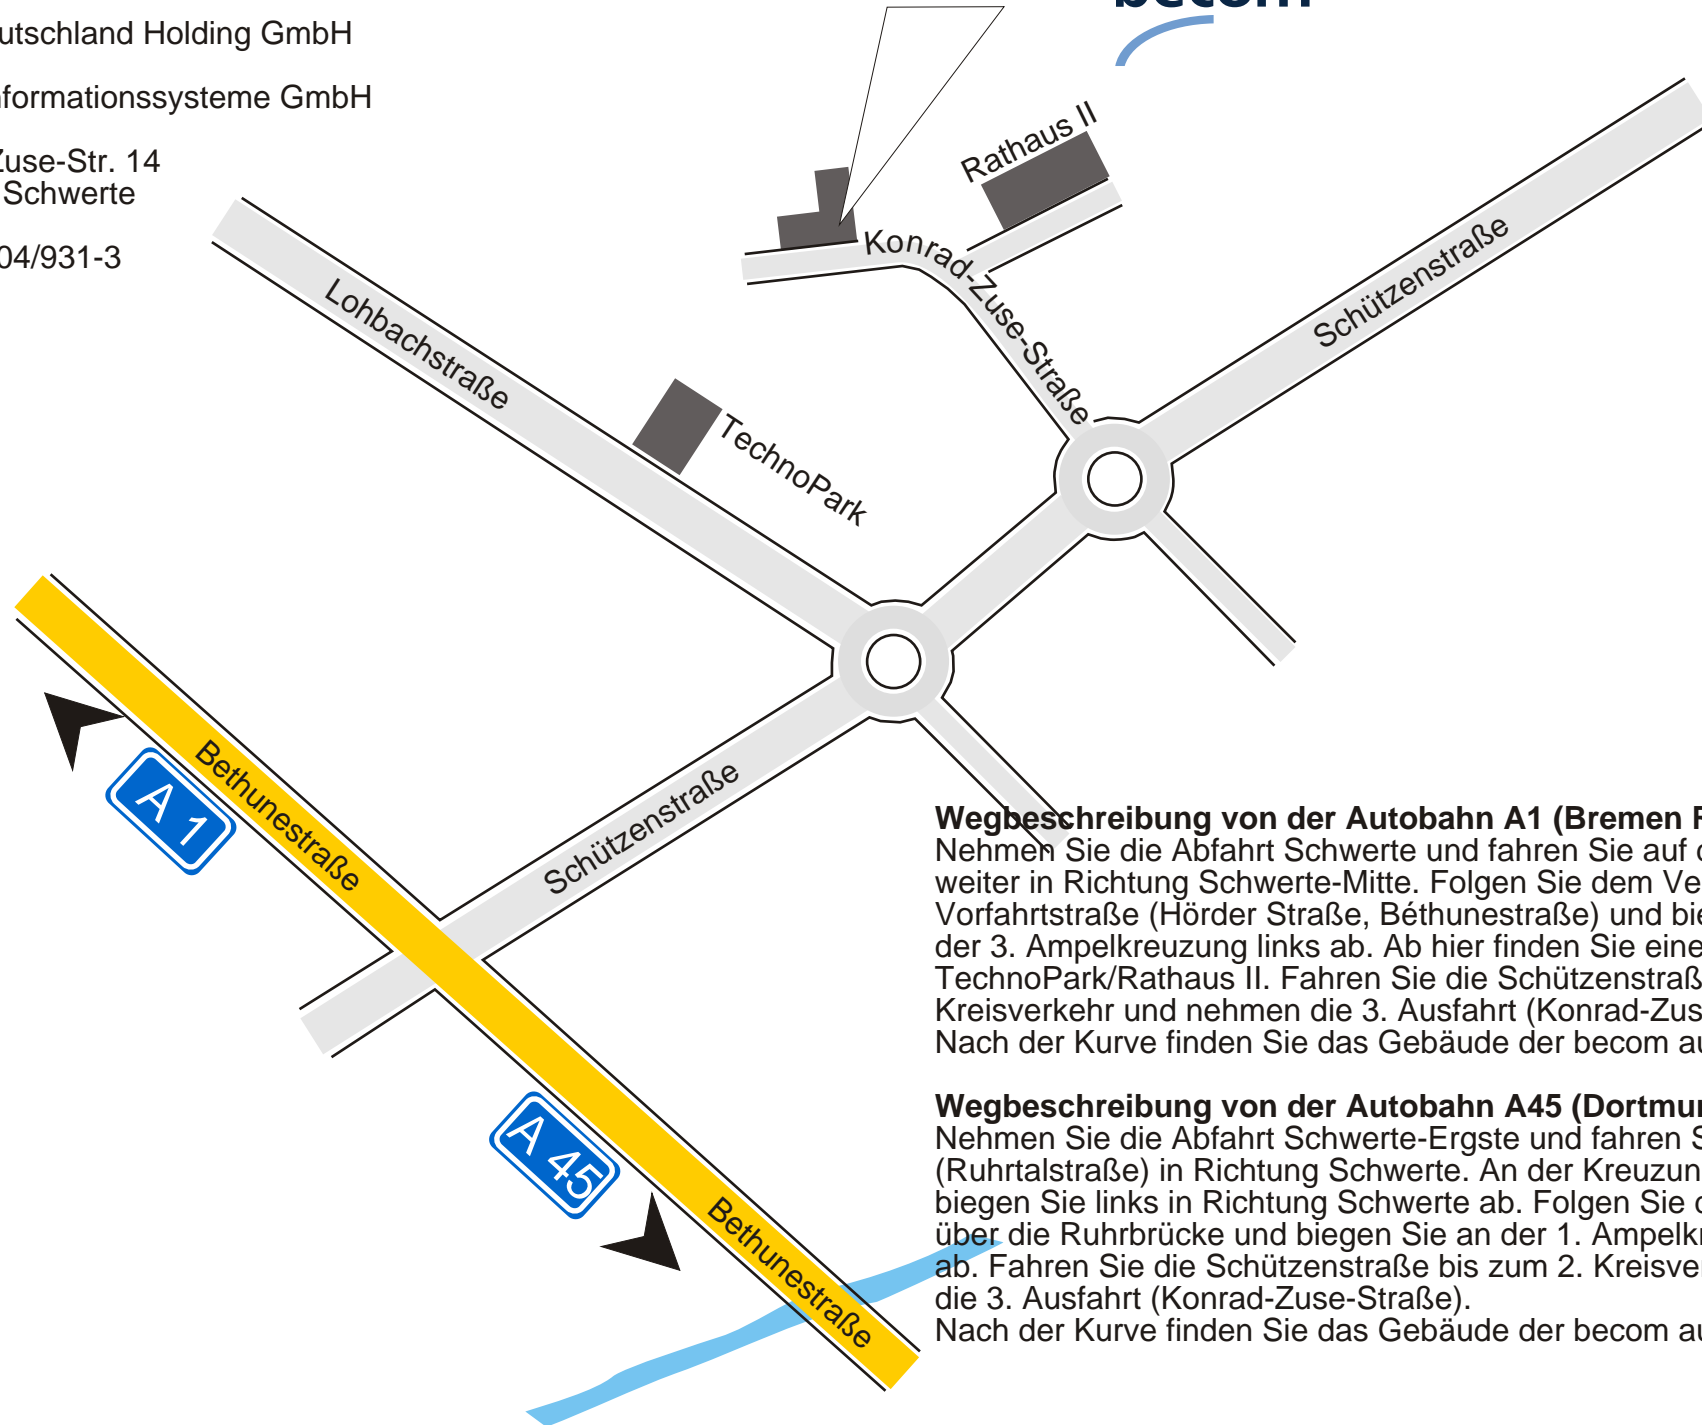 becom
utschland Holding GmbH
nformationssysteme GmbH
Zuse-Str. 14
Schwerte
04/931-3
Rathaus II
Konrad-Zuse-Straße
Schützenstraße
Lohbachstraße
TechnoPark
Bethunestraße
A 1
Schützenstraße
A 45
Bethunestraße
Wegbeschreibung von der Autobahn A1 (Bremen
Nehmen Sie die Abfahrt Schwerte und fahren Sie auf
weiter in Richtung Schwerte-Mitte. Folgen Sie dem Ve
Vorfahrtstraße (Hörder Straße, Béthunestraße) und bie
der 3. Ampelkreuzung links ab. Ab hier finden Sie eine
TechnoPark/Rathaus II. Fahren Sie die Schützenstraß
Kreisverkehr und nehmen die 3. Ausfahrt (Konrad-Zus
Nach der Kurve finden Sie das Gebäude der becom au
Wegbeschreibung von der Autobahn A45 (Dortmun
Nehmen Sie die Abfahrt Schwerte-Ergste und fahren S
(Ruhrtalstraße) in Richtung Schwerte. An der Kreuzun
biegen Sie links in Richtung Schwerte ab. Folgen Sie d
über die Ruhrbrücke und biegen Sie an der 1. Ampelkr
ab. Fahren Sie die Schützenstraße bis zum 2. Kreisver
die 3. Ausfahrt (Konrad-Zuse-Straße).
Nach der Kurve finden Sie das Gebäude der becom au